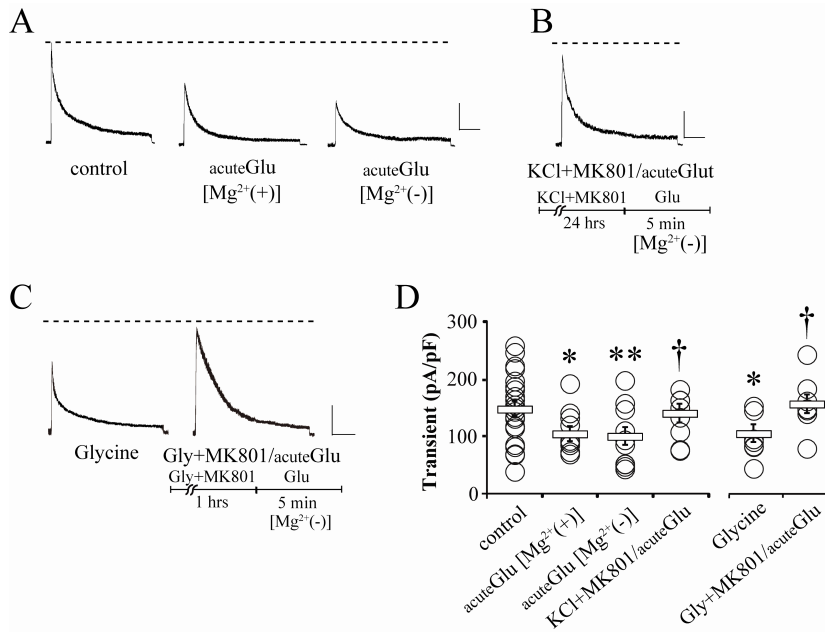 A
control
acuteGlu
[Mg2+(+)]
acuteGlu
[Mg2+(-)]
B
KCl+MK801/acuteGlut
KCl+MK801 Glu
24 hrs 5 min
[Mg2+(-)]
C
Glycine
Gly+MK801/acuteGlu
Gly+MK801 Glu
1 hrs 5 min
[Mg2+(-)]
D
Transient (pA/pF)
300
200
100
0
*
**
†
*
†
control
acuteGlu [Mg2+(+)]
acuteGlu [Mg2+(-)]
KCl+MK801/acuteGlu
Glycine
Gly+MK801/acuteGlu